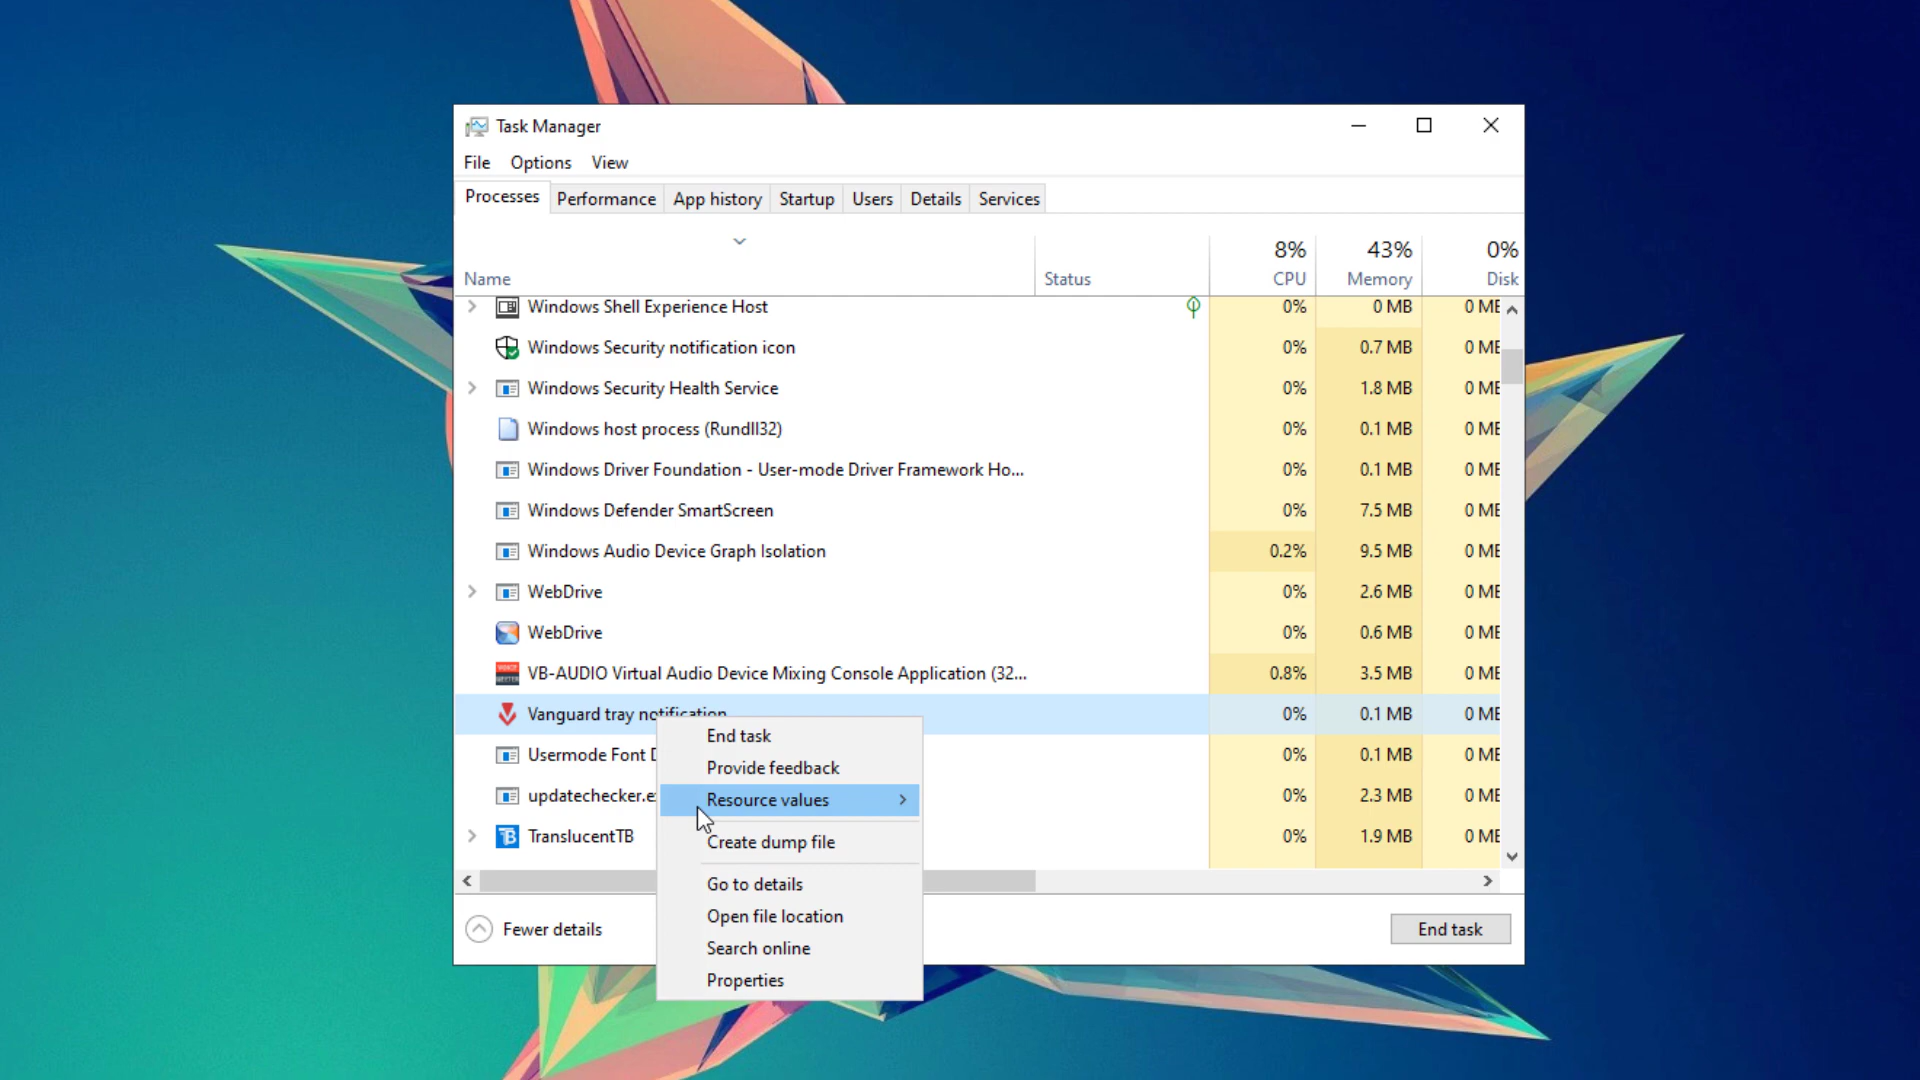 Task Manager
File Options View
Processes Performance App history Startup Users Details Services
8% 43% 0%
Name Status CPU Memory Disk
Windows Shell Experience Host 0% 0 MB 0 ME
Windows Security notification icon 0% 0.7 MB 0 ME
Windows Security Health Service 0% 1.8 MB 0 ME
Windows host process (Rundll32) 0% 0.1 MB 0 ME
Windows Driver Foundation - User-mode Driver Framework Ho... 0% 0.1 MB 0 ME
Windows Defender SmartScreen 0% 7.5 MB 0 ME
Windows Audio Device Graph Isolation 0.2% 9.5 MB 0 ME
WebDrive 0% 2.6 MB 0 ME
WebDrive 0% 0.6 MB 0 ME
VB-AUDIO Virtual Audio Device Mixing Console Application (32... 0.8% 3.5 MB 0 ME
Vanguard tray notification 0% 0.1 MB 0 ME
Usermode Font D 0% 0.1 MB 0 ME
updatechecker.e 0% 2.3 MB 0 ME
TranslucentTB 0% 1.9 MB 0 ME
End task
Provide feedback
Resource values
Create dump file
Go to details
Open file location
Search online
Properties
Fewer details End task